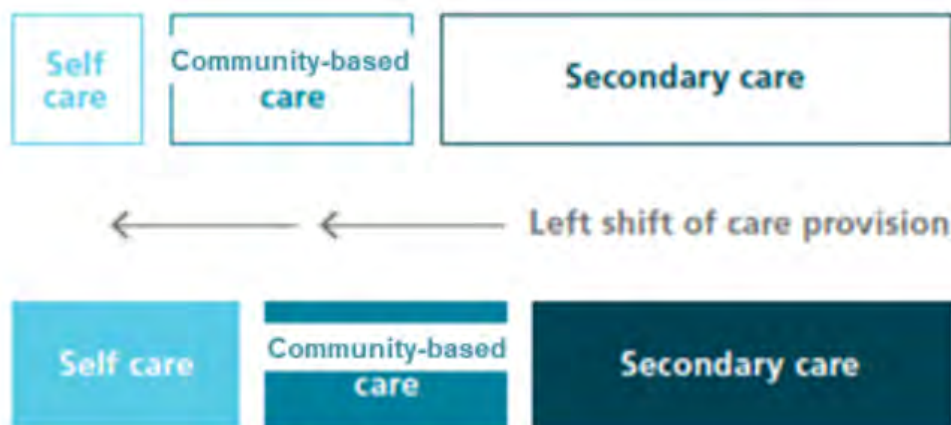 Self
care
Community-based
care
Secondary care
Left shift of care provision
Self care
Community-based
care
Secondary care